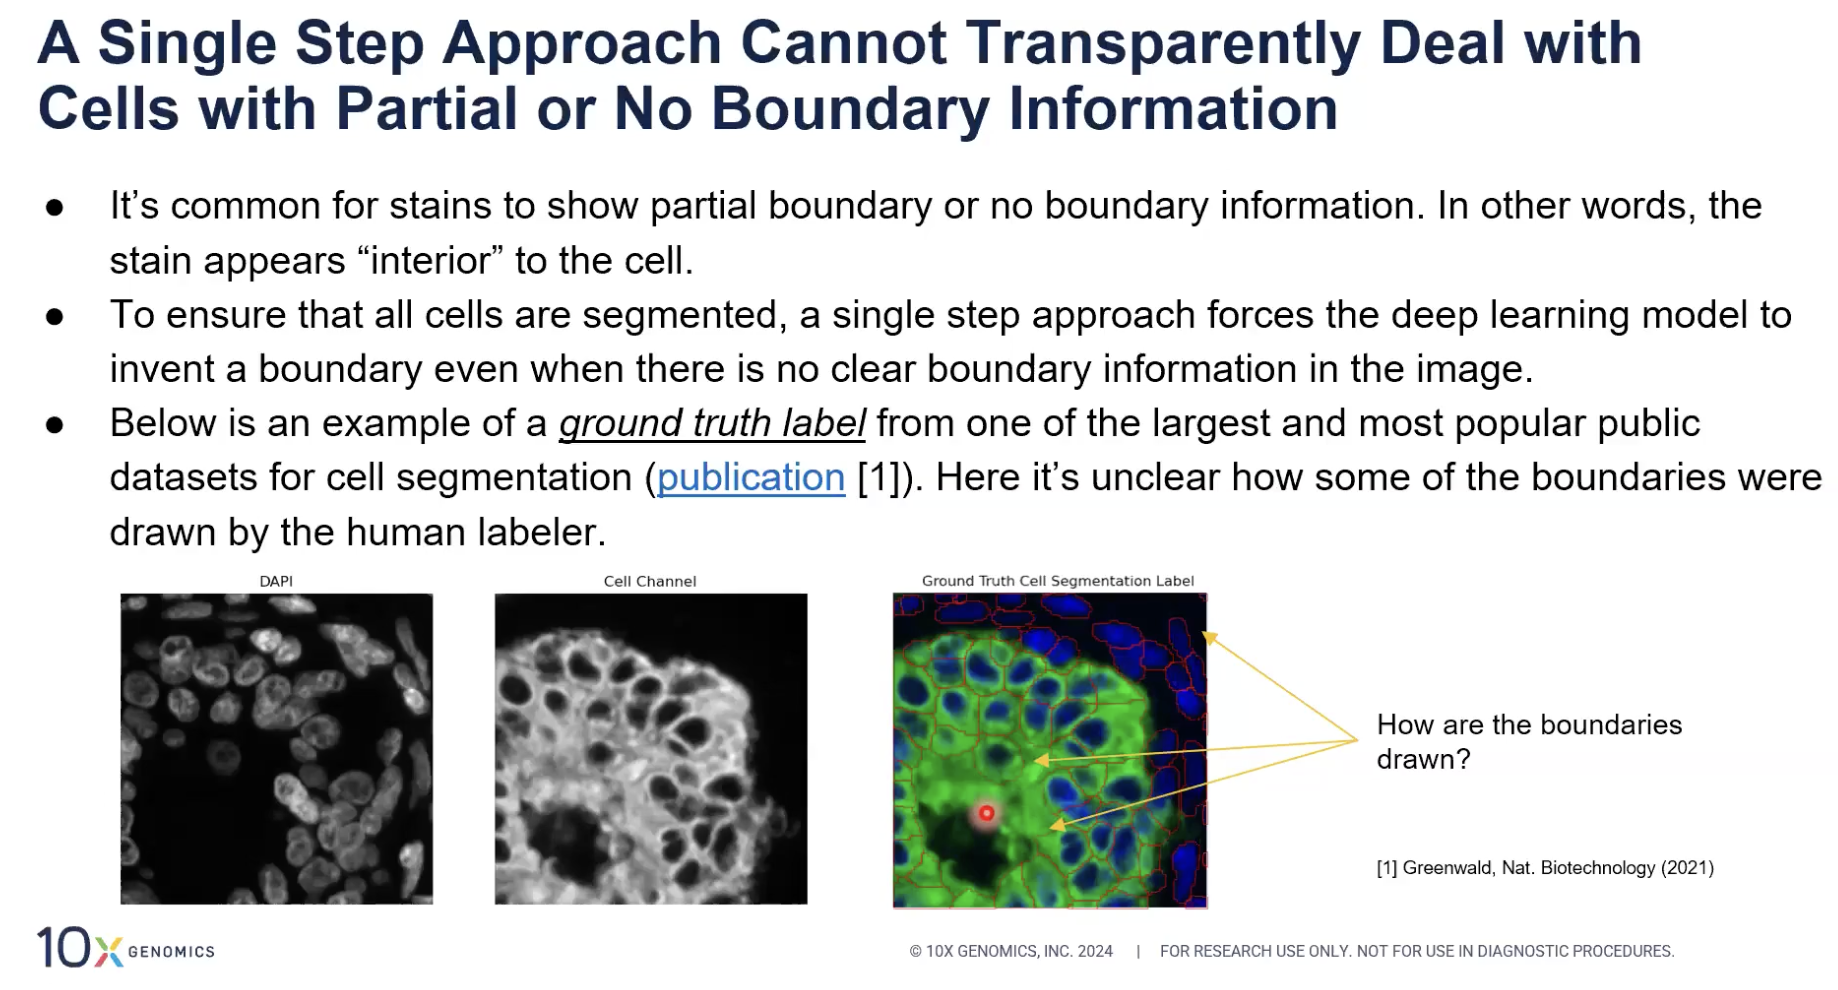 A Single Step Approach Cannot Transparently Deal with
Cells with Partial or No Boundary Information
● It’s common for stains to show partial boundary or no boundary information. In other words, the
stain appears “interior” to the cell.
● To ensure that all cells are segmented, a single step approach forces the deep learning model to
invent a boundary even when there is no clear boundary information in the image.
● Below is an example of a ground truth label from one of the largest and most popular public
datasets for cell segmentation (publication [1]). Here it’s unclear how some of the boundaries were
drawn by the human labeler.
DAPI
Cell Channel
Ground Truth Cell Segmentation Label
How are the boundaries
drawn?
[1] Greenwald, Nat. Biotechnology (2021)
10X GENOMICS
© 10X GENOMICS, INC. 2024 | FOR RESEARCH USE ONLY. NOT FOR USE IN DIAGNOSTIC PROCEDURES.